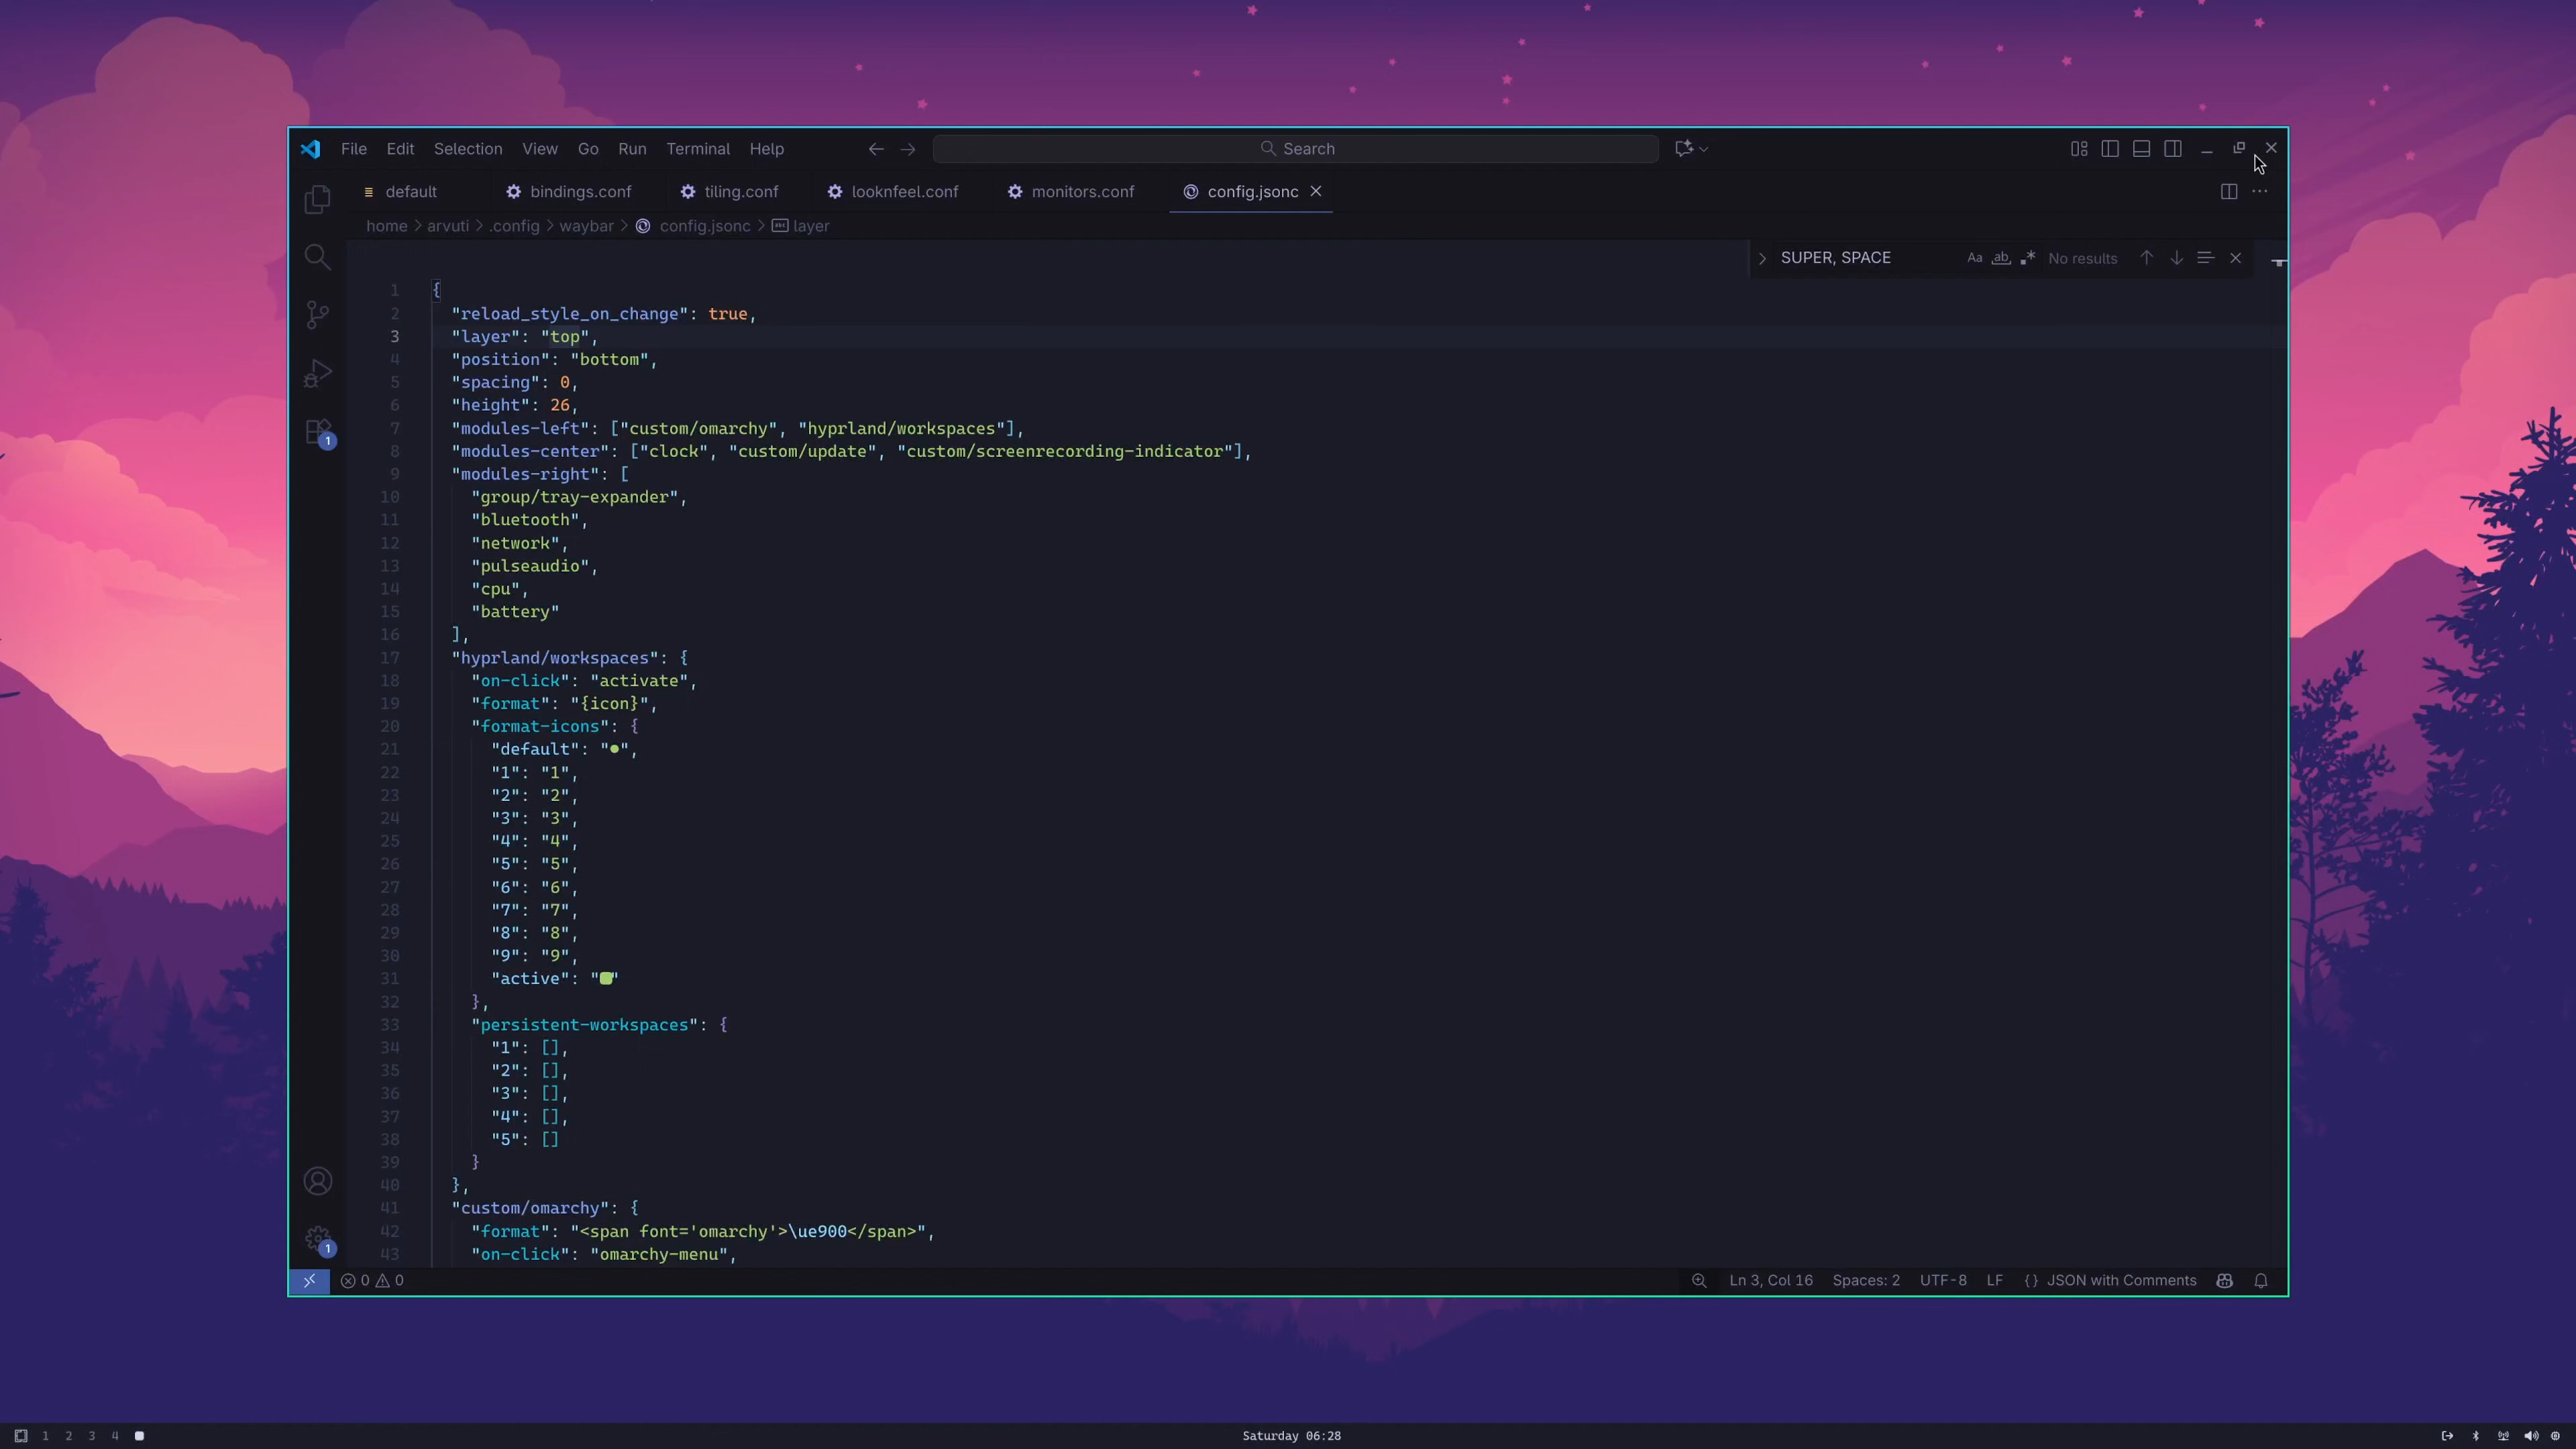 File Edit Selection View Go Run Terminal Help Search
default bindings.conf tiling.conf looknfeel.conf monitors.conf config.jsonc
home > arvuti > .config > waybar > config.jsonc > layer
SUPER, SPACE Aa ab No results
1 {
2 "reload_style_on_change": true,
3 "layer": "top",
4 "position": "bottom",
5 "spacing": 0,
6 "height": 26,
7 "modules-left": ["custom/omarchy", "hyprland/workspaces"],
8 "modules-center": ["clock", "custom/update", "custom/screenrecording-indicator"],
9 "modules-right": [
10 "group/tray-expander",
11 "bluetooth",
12 "network",
13 "pulseaudio",
14 "cpu",
15 "battery"
16 ],
17 "hyprland/workspaces": {
18 "on-click": "activate",
19 "format": "{icon}",
20 "format-icons": {
21 "default": "●",
22 "1": "1",
23 "2": "2",
24 "3": "3",
25 "4": "4",
26 "5": "5",
27 "6": "6",
28 "7": "7",
29 "8": "8",
30 "9": "9",
31 "active": "■"
32 },
33 "persistent-workspaces": {
34 "1": [],
35 "2": [],
36 "3": [],
37 "4": [],
38 "5": []
39 }
40 },
41 "custom/omarchy": {
42 "format": "<span font='omarchy'>\ue900</span>",
43 "on-click": "omarchy-menu",
1
1
0 0 Ln 3, Col 16 Spaces: 2 UTF-8 LF {} JSON with Comments
1 2 3 4 Saturday 06:28